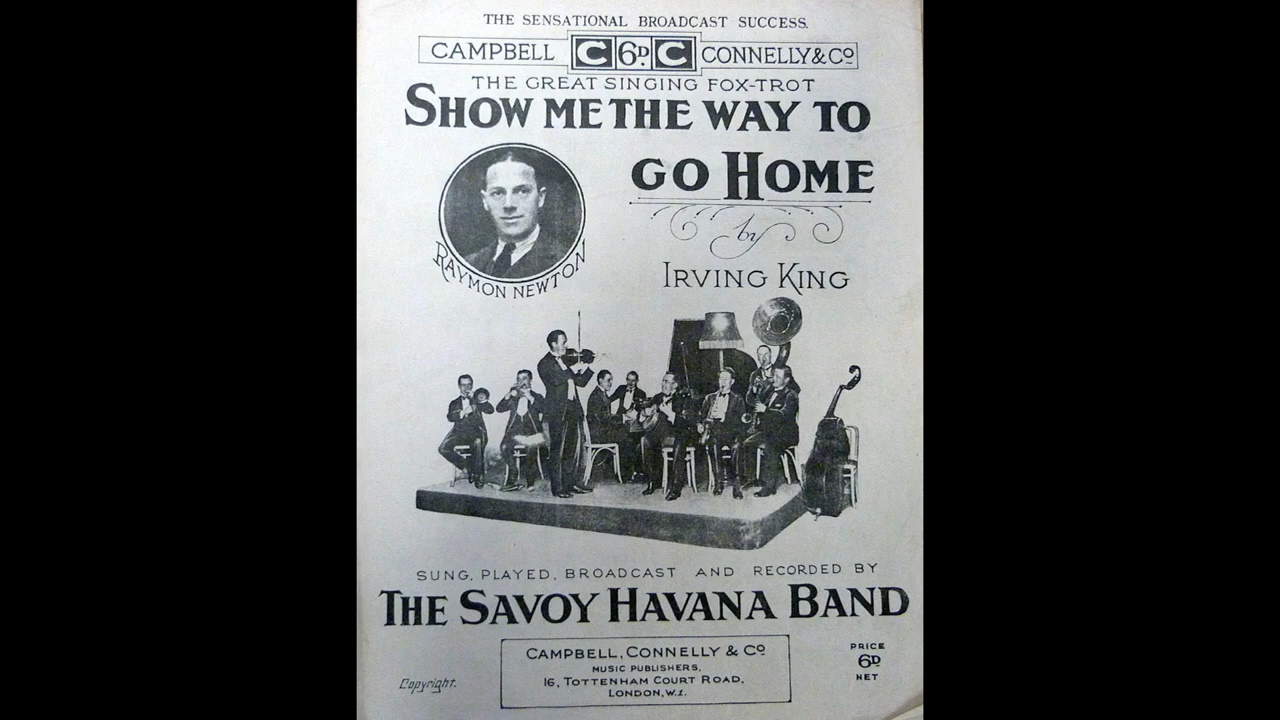 THE SENSATIONAL BROADCAST SUCCESS.
CAMPBELL C 6D. C CONNELLY & Co
THE GREAT SINGING FOX-TROT
SHOW ME THE WAY TO
GO HOME
by
RAYMON NEWTON
IRVING KING
SUNG, PLAYED, BROADCAST AND RECORDED BY
THE SAVOY HAVANA BAND
CAMPBELL, CONNELLY & Co
MUSIC PUBLISHERS,
16, TOTTENHAM COURT ROAD,
LONDON, W.1.
Copyright.
PRICE
6D
NET